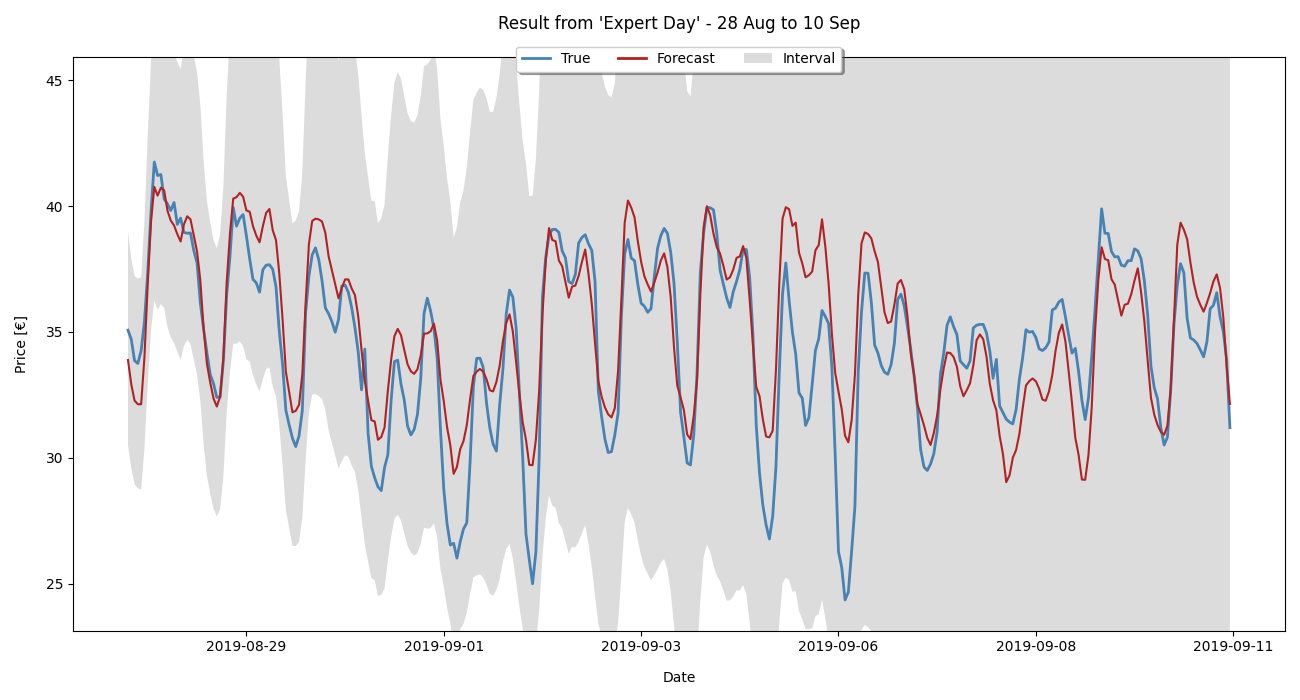 Result from 'Expert Day' - 28 Aug to 10 Sep
True Forecast Interval
45
40
35
30
25
Price [€]
2019-08-29 2019-09-01 2019-09-03 2019-09-06 2019-09-08 2019-09-11
Date